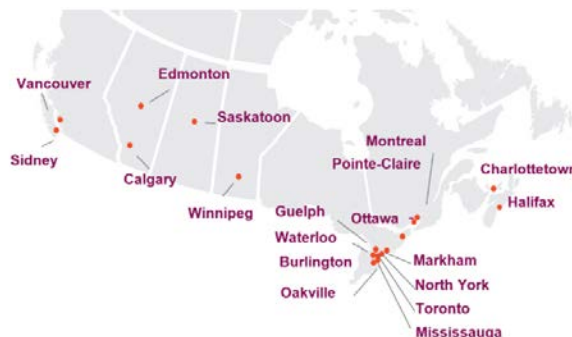 Vancouver
Edmonton
Saskatoon
Sidney
Calgary
Winnipeg
Montreal
Pointe-Claire
Charlottetown
Halifax
Ottawa
Guelph
Waterloo
Burlington
Oakville
Markham
North York
Toronto
Mississauga